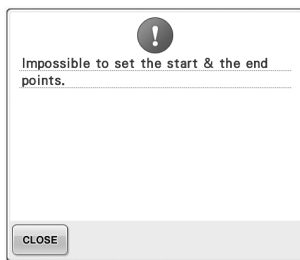 Impossible to set the start & the end
points.
CLOSE